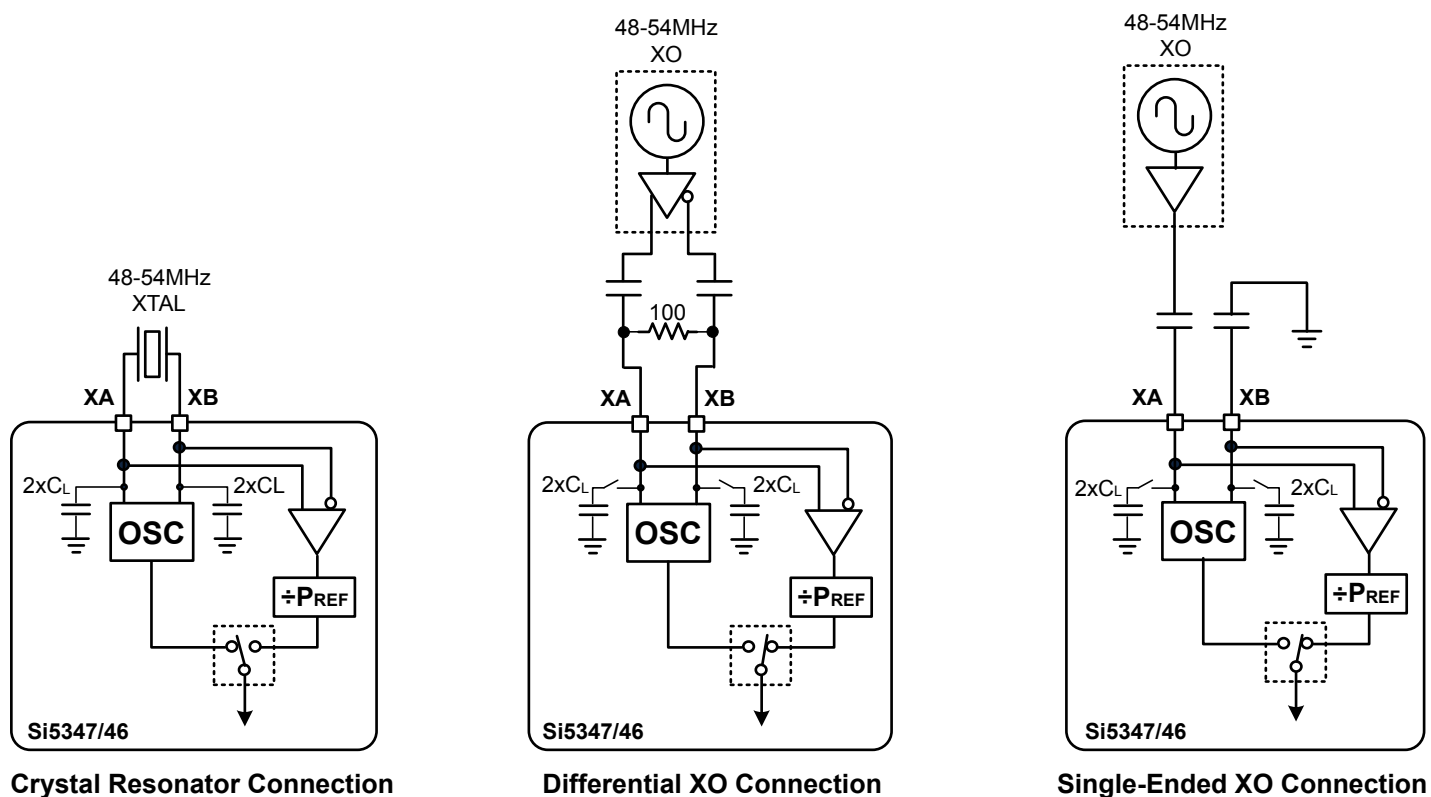 48-54MHz
XTAL
XA XB
2xCL 2xCL
OSC
÷PREF
Si5347/46
Crystal Resonator Connection
48-54MHz
XO
100
XA XB
2xCL 2xCL
OSC
÷PREF
Si5347/46
Differential XO Connection
48-54MHz
XO
XA XB
2xCL 2xCL
OSC
÷PREF
Si5347/46
Single-Ended XO Connection